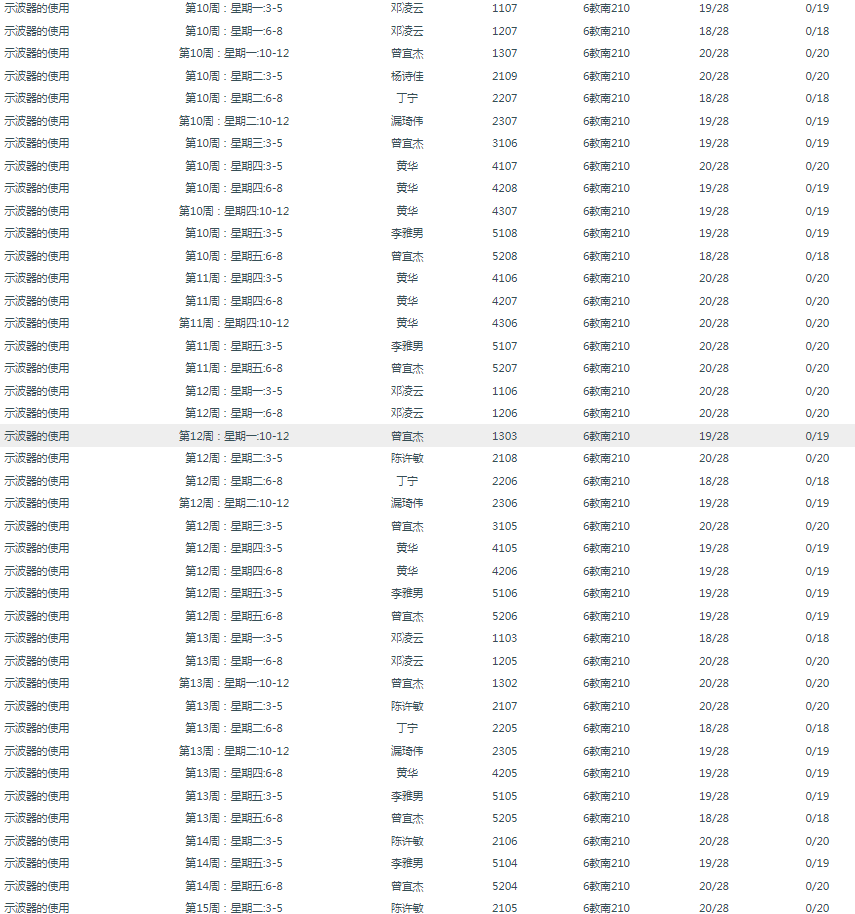 示波器的使用 第10周：星期一:3-5 邓凌云 1107 6教南210 19/28 0/19
示波器的使用 第10周：星期一:6-8 邓凌云 1207 6教南210 18/28 0/18
示波器的使用 第10周：星期一:10-12 曾宜杰 1307 6教南210 20/28 0/20
示波器的使用 第10周：星期二:3-5 杨诗佳 2109 6教南210 20/28 0/20
示波器的使用 第10周：星期二:6-8 丁宁 2207 6教南210 18/28 0/18
示波器的使用 第10周：星期二:10-12 漏琦伟 2307 6教南210 19/28 0/19
示波器的使用 第10周：星期三:3-5 曾宜杰 3106 6教南210 19/28 0/19
示波器的使用 第10周：星期四:3-5 黄华 4107 6教南210 20/28 0/20
示波器的使用 第10周：星期四:6-8 黄华 4208 6教南210 19/28 0/19
示波器的使用 第10周：星期四:10-12 黄华 4307 6教南210 19/28 0/19
示波器的使用 第10周：星期五:3-5 李雅男 5108 6教南210 19/28 0/19
示波器的使用 第10周：星期五:6-8 曾宜杰 5208 6教南210 18/28 0/18
示波器的使用 第11周：星期四:3-5 黄华 4106 6教南210 20/28 0/20
示波器的使用 第11周：星期四:6-8 黄华 4207 6教南210 20/28 0/20
示波器的使用 第11周：星期四:10-12 黄华 4306 6教南210 20/28 0/20
示波器的使用 第11周：星期五:3-5 李雅男 5107 6教南210 20/28 0/20
示波器的使用 第11周：星期五:6-8 曾宜杰 5207 6教南210 20/28 0/20
示波器的使用 第12周：星期一:3-5 邓凌云 1106 6教南210 20/28 0/20
示波器的使用 第12周：星期一:6-8 邓凌云 1206 6教南210 20/28 0/20
示波器的使用 第12周：星期一:10-12 曾宜杰 1303 6教南210 19/28 0/19
示波器的使用 第12周：星期二:3-5 陈许敏 2108 6教南210 20/28 0/20
示波器的使用 第12周：星期二:6-8 丁宁 2206 6教南210 18/28 0/18
示波器的使用 第12周：星期二:10-12 漏琦伟 2306 6教南210 19/28 0/19
示波器的使用 第12周：星期三:3-5 曾宜杰 3105 6教南210 20/28 0/20
示波器的使用 第12周：星期四:3-5 黄华 4105 6教南210 19/28 0/19
示波器的使用 第12周：星期四:6-8 黄华 4206 6教南210 19/28 0/19
示波器的使用 第12周：星期五:3-5 李雅男 5106 6教南210 19/28 0/19
示波器的使用 第12周：星期五:6-8 曾宜杰 5206 6教南210 19/28 0/19
示波器的使用 第13周：星期一:3-5 邓凌云 1103 6教南210 18/28 0/18
示波器的使用 第13周：星期一:6-8 邓凌云 1205 6教南210 20/28 0/20
示波器的使用 第13周：星期一:10-12 曾宜杰 1302 6教南210 20/28 0/20
示波器的使用 第13周：星期二:3-5 陈许敏 2107 6教南210 20/28 0/20
示波器的使用 第13周：星期二:6-8 丁宁 2205 6教南210 18/28 0/18
示波器的使用 第13周：星期二:10-12 漏琦伟 2305 6教南210 19/28 0/19
示波器的使用 第13周：星期四:6-8 黄华 4205 6教南210 19/28 0/19
示波器的使用 第13周：星期五:3-5 李雅男 5105 6教南210 19/28 0/19
示波器的使用 第13周：星期五:6-8 曾宜杰 5205 6教南210 18/28 0/18
示波器的使用 第14周：星期二:3-5 陈许敏 2106 6教南210 20/28 0/20
示波器的使用 第14周：星期五:3-5 李雅男 5104 6教南210 19/28 0/19
示波器的使用 第14周：星期五:6-8 曾宜杰 5204 6教南210 20/28 0/20
示波器的使用 第15周：星期二:3-5 陈许敏 2105 6教南210 20/28 0/20